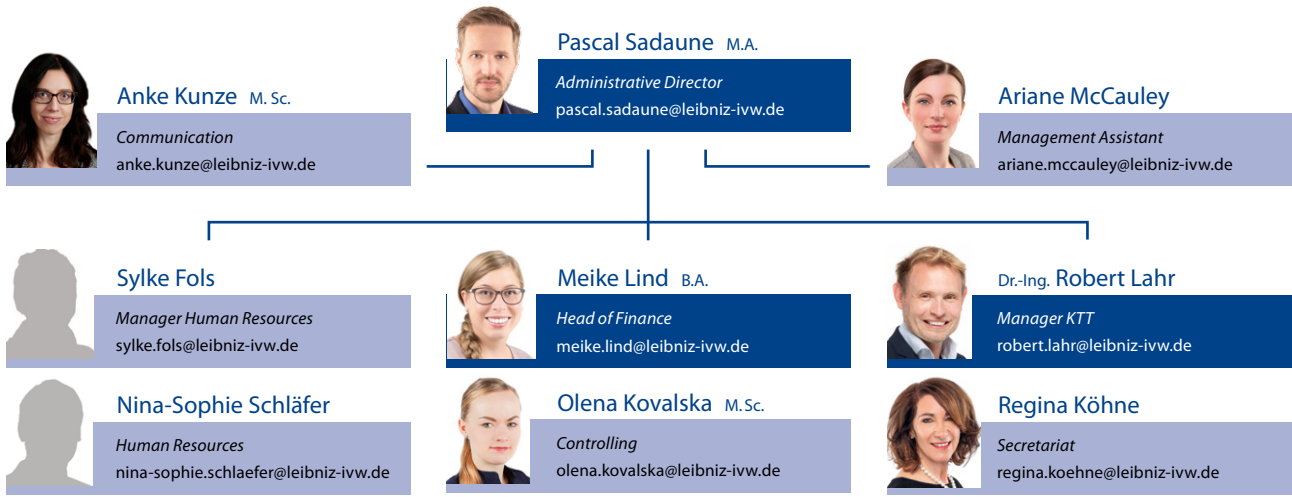 Pascal Sadaune M.A.
Administrative Director
pascal.sadaune@leibniz-ivw.de
Anke Kunze M. Sc.
Communication
anke.kunze@leibniz-ivw.de
Ariane McCauley
Management Assistant
ariane.mccauley@leibniz-ivw.de
Sylke Fols
Manager Human Resources
sylke.fols@leibniz-ivw.de
Meike Lind B.A.
Head of Finance
meike.lind@leibniz-ivw.de
Dr.-Ing. Robert Lahr
Manager KTT
robert.lahr@leibniz-ivw.de
Nina-Sophie Schläfer
Human Resources
nina-sophie.schlaefer@leibniz-ivw.de
Olena Kovalska M. Sc.
Controlling
olena.kovalska@leibniz-ivw.de
Regina Köhne
Secretariat
regina.koehne@leibniz-ivw.de